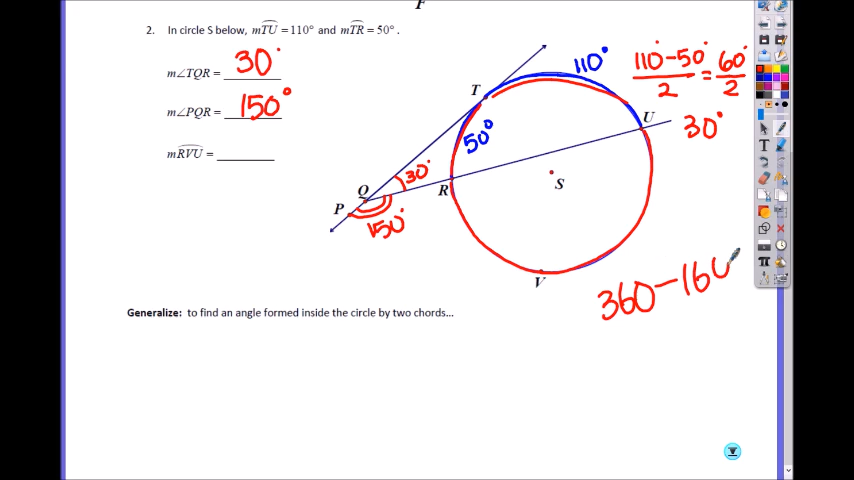 F
2. In circle S below, mTU = 110° and mTR = 50°.
m∠TQR = 30°
m∠PQR = 150°
mRVU = ________
110° - 50° / 2 = 60° / 2
30°
110°
50°
30°
150°
T
U
Q
P
R
S
V
360 - 160
Generalize: to find an angle formed inside the circle by two chords...